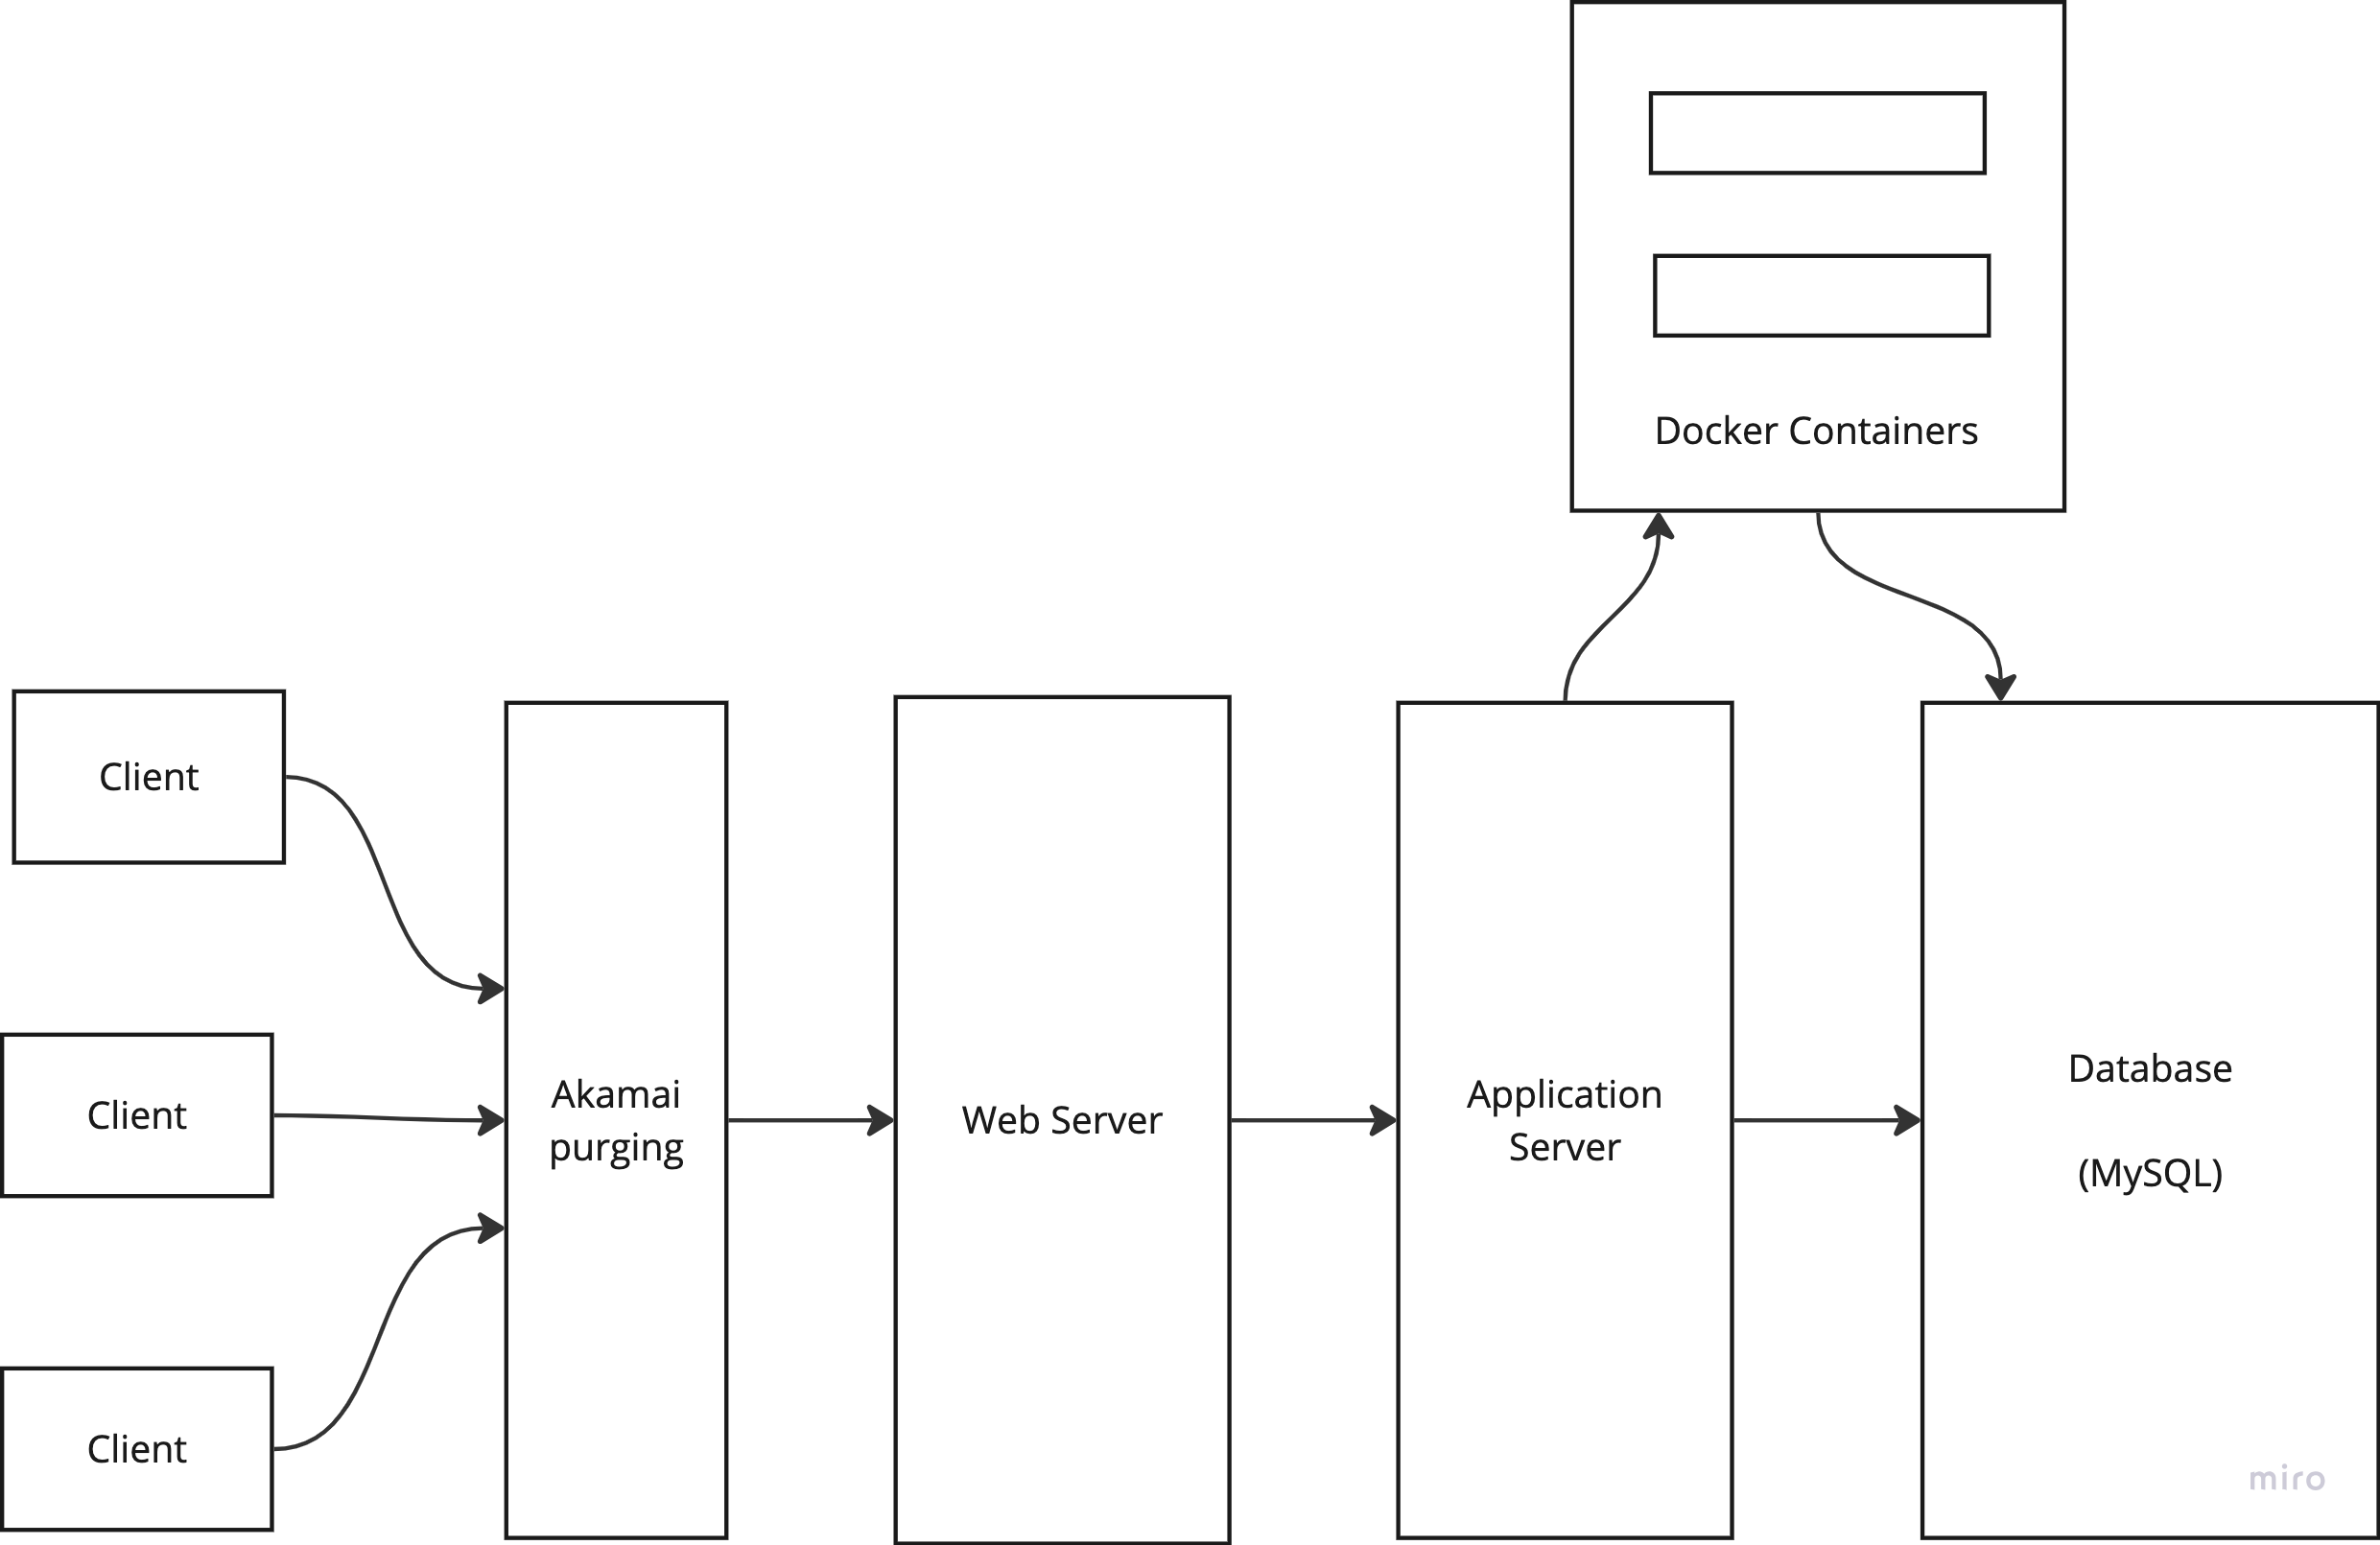 Docker Containers
Client
Client
Client
Akamai
purging
Web Server
Application
Server
Database
(MySQL)
miro